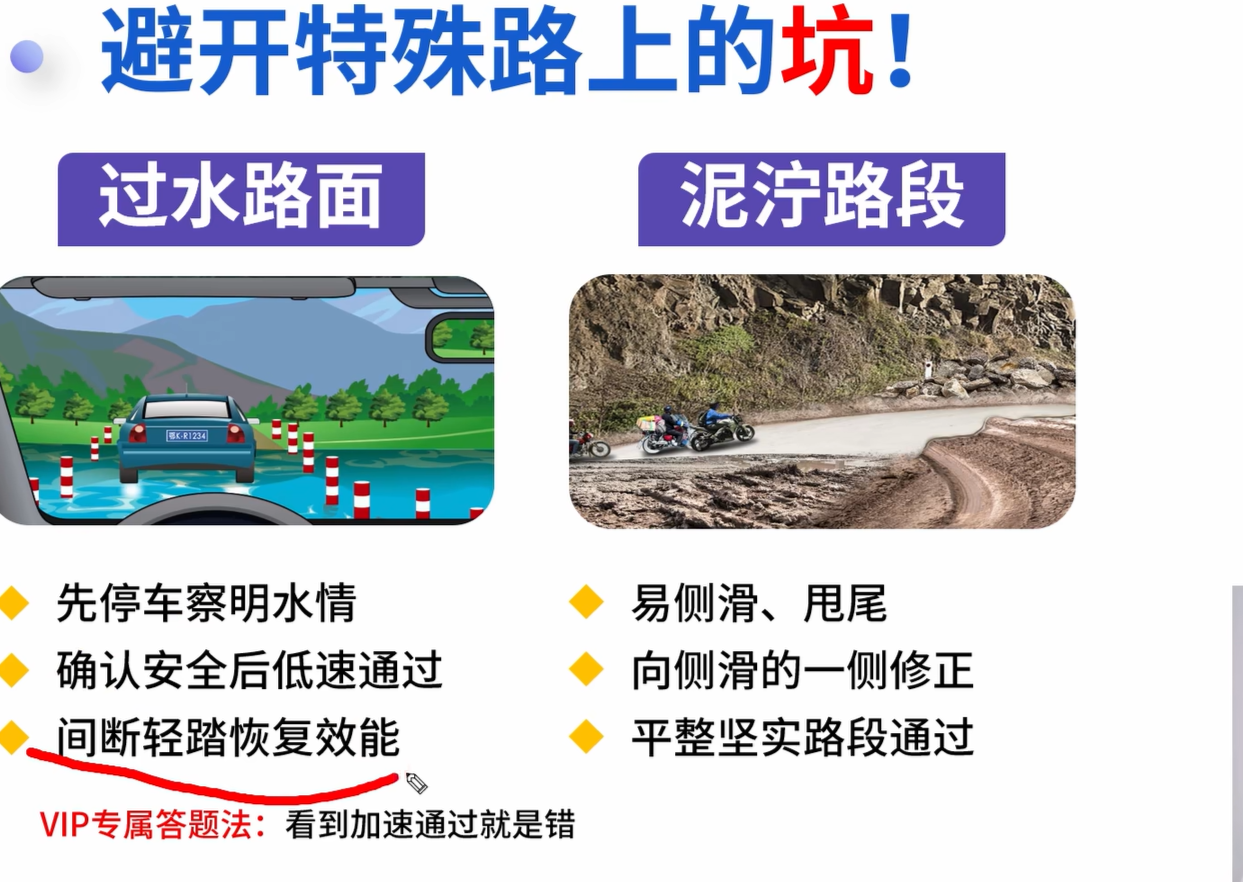 避开特殊路上的坑!
过水路面
鄂K·R1234
先停车察明水情
确认安全后低速通过
间断轻踏恢复效能
VIP专属答题法：看到加速通过就是错
泥泞路段
易侧滑、甩尾
向侧滑的一侧修正
平整坚实路段通过